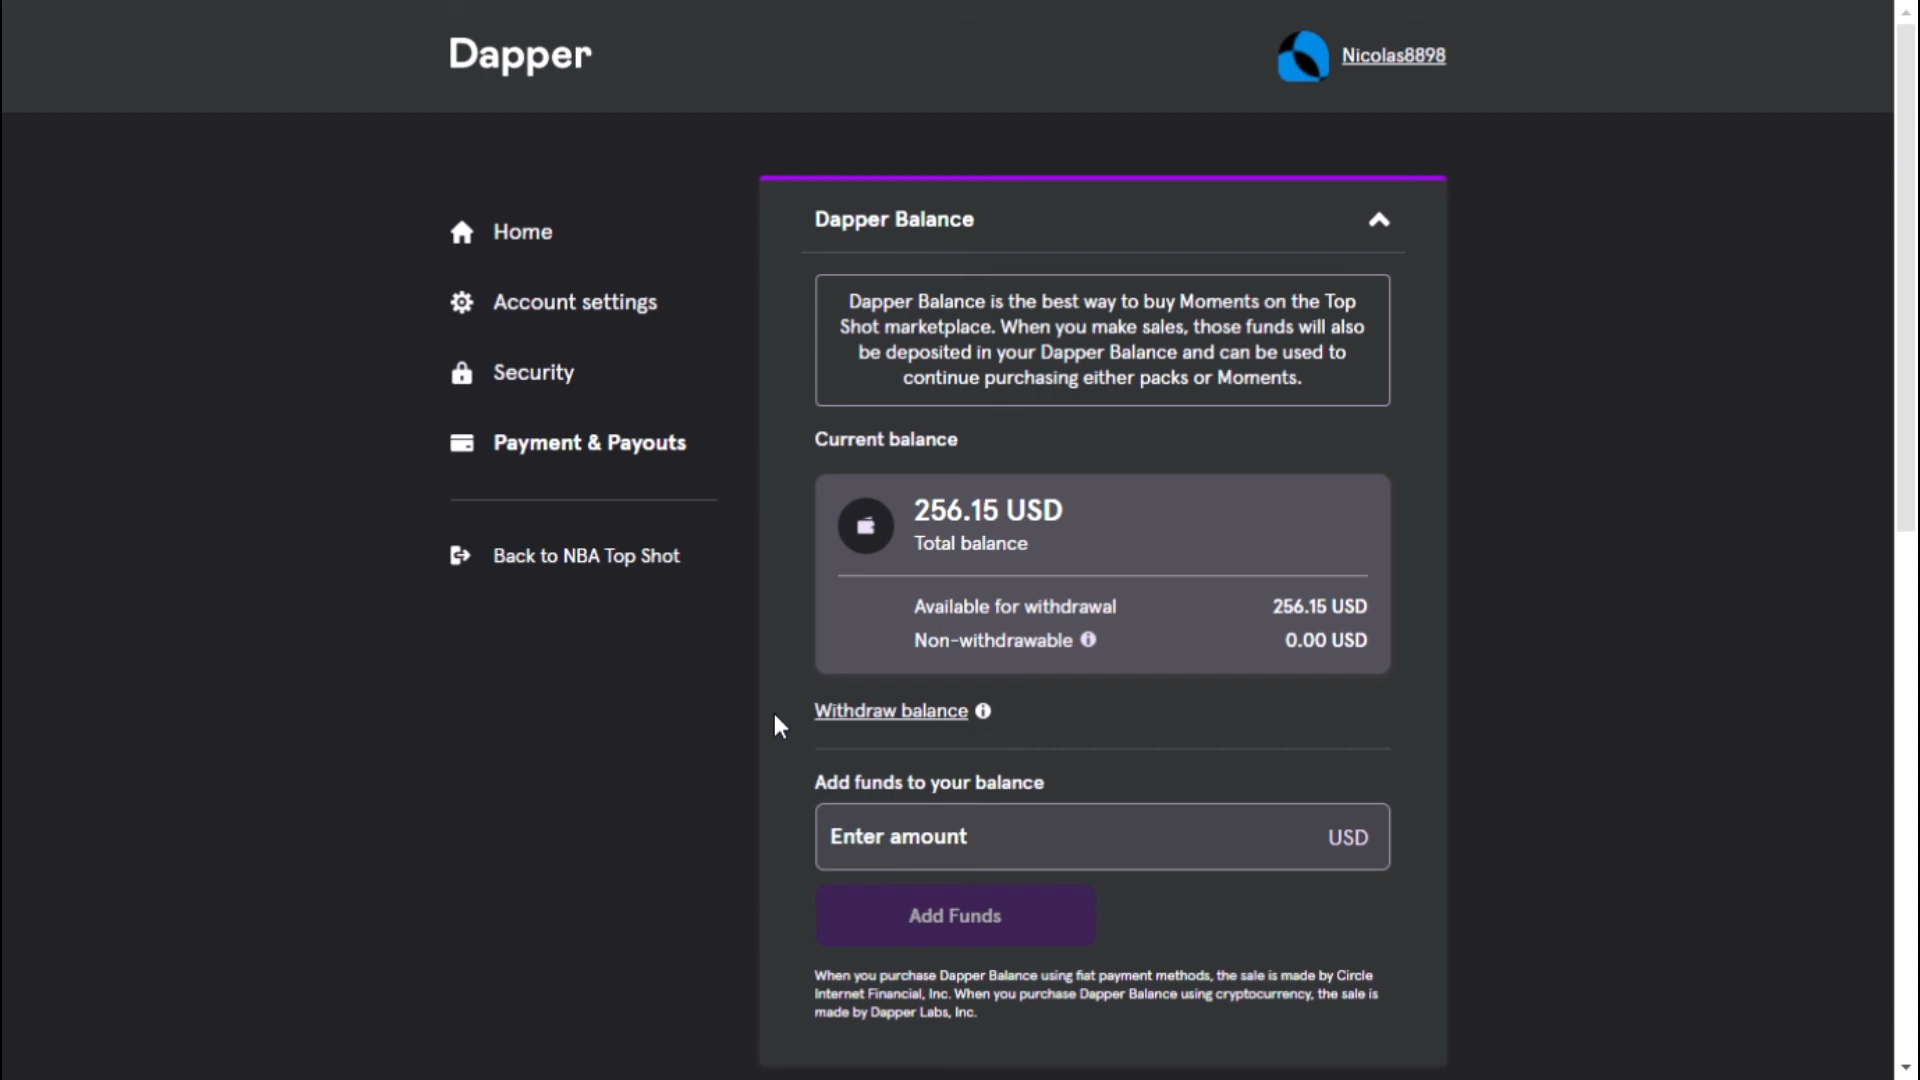 Dapper
Nicolas8898
Home
Account settings
Security
Payment & Payouts
Back to NBA Top Shot
Dapper Balance
Dapper Balance is the best way to buy Moments on the Top
Shot marketplace. When you make sales, those funds will also
be deposited in your Dapper Balance and can be used to
continue purchasing either packs or Moments.
Current balance
256.15 USD
Total balance
Available for withdrawal 256.15 USD
Non-withdrawable 0.00 USD
Withdraw balance
Add funds to your balance
Enter amount USD
Add Funds
When you purchase Dapper Balance using fiat payment methods, the sale is made by Circle
Internet Financial, Inc. When you purchase Dapper Balance using cryptocurrency, the sale is
made by Dapper Labs, Inc.